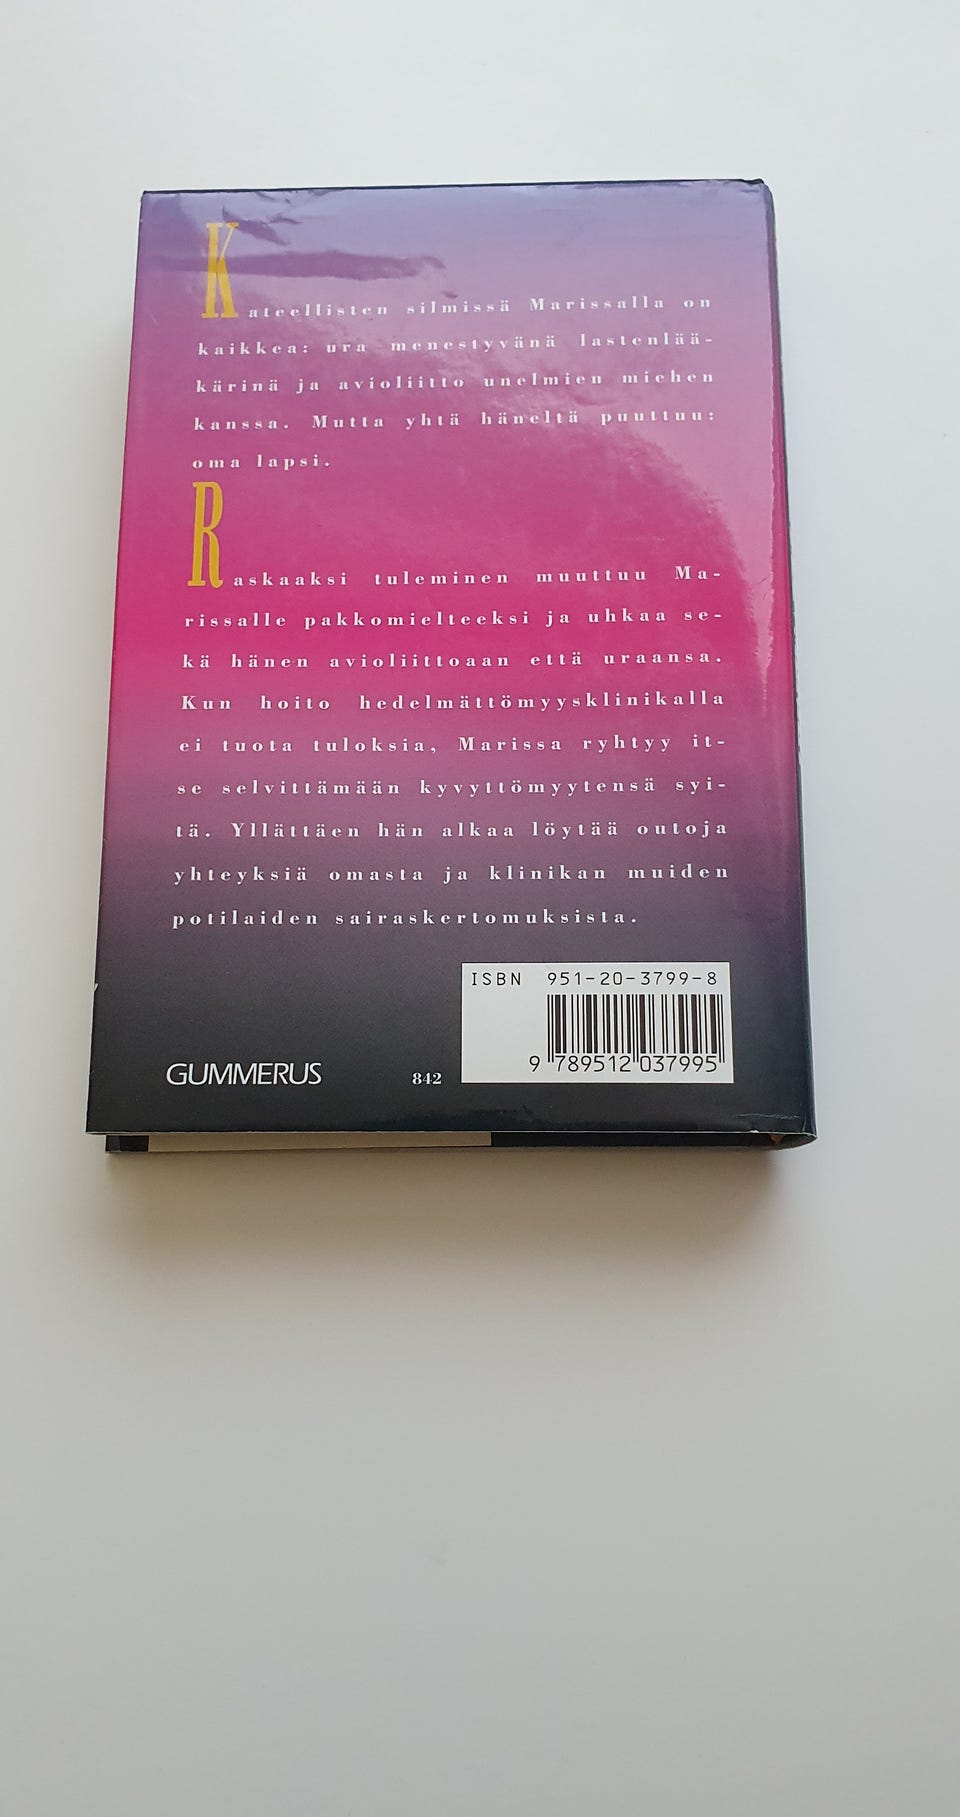 Kateellisten silmissä Marissalla on
kaikkea: ura menestyvänä lastenlää-
kärinä ja avioliitto unelmien miehen
kanssa. Mutta yhtä häneltä puuttuu:
oma lapsi.
Raskaaksi tuleminen muuttuu Ma-
rissalle pakkomielteeksi ja uhkaa se-
kä hänen avioliittoaan että uraansa.
Kun hoito hedelmättömyysklinikalla
ei tuota tuloksia, Marissa ryhtyy it-
se selvittämään kyvyttömyytensä syi-
tä. Yllättäen hän alkaa löytää outoja
yhteyksiä omasta ja klinikan muiden
potilaiden sairaskertomuksista.
ISBN 951-20-3799-8
9 789512 037995
GUMMERUS 842